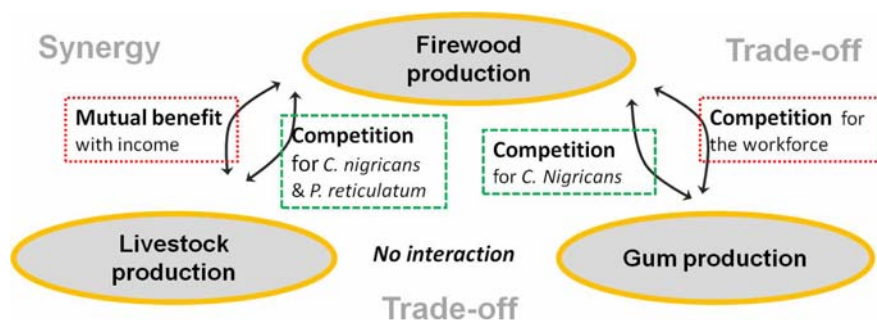 Synergy
Firewood
production
Trade-off
Mutual benefit
with income
Competition
for C. nigricans
& P. reticulatum
Competition
for C. Nigricans
Competition for
the workforce
Livestock
production
No interaction
Gum production
Trade-off